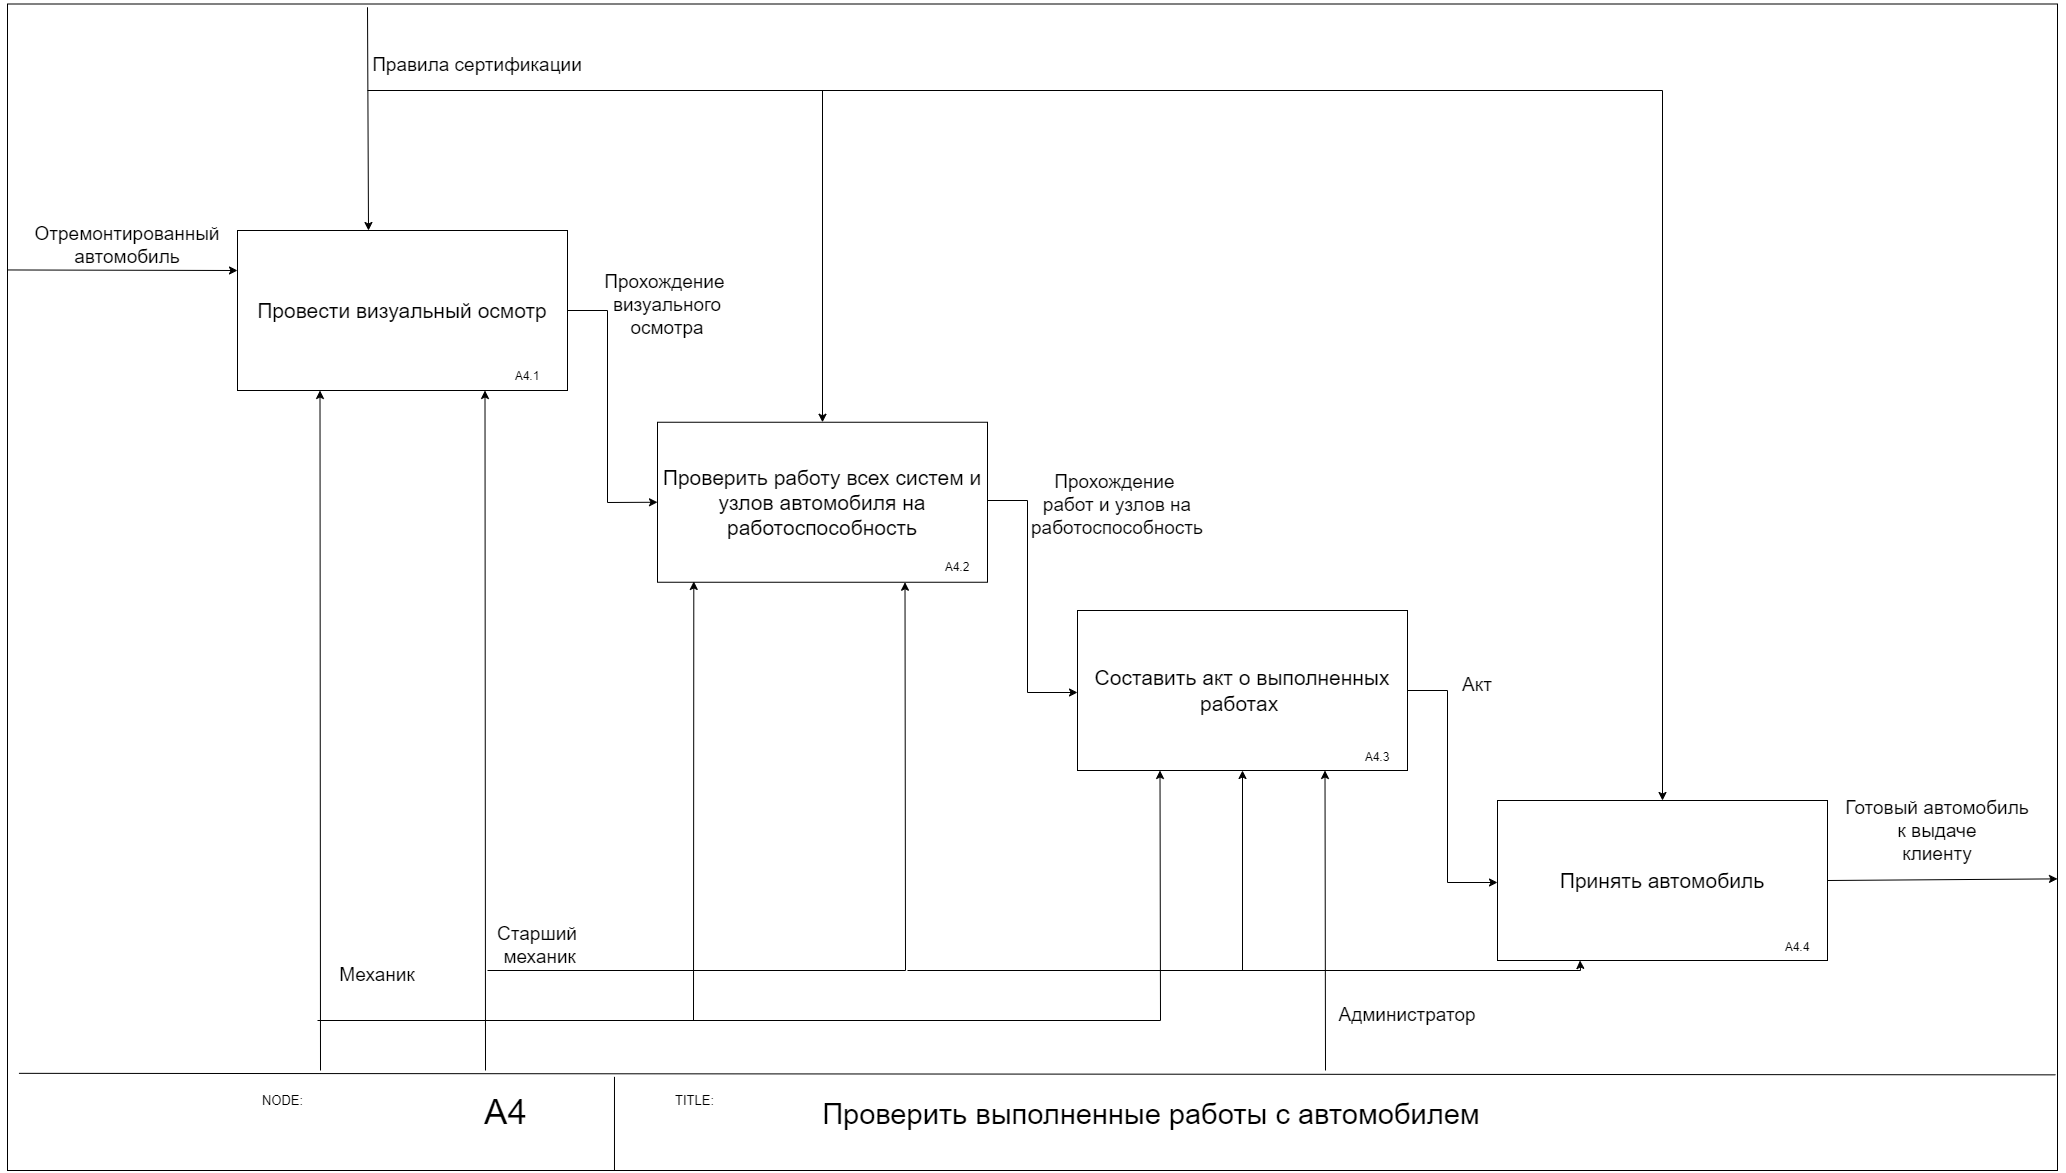 Правила сертификации
Отремонтированный
автомобиль
Провести визуальный осмотр
A4.1
Прохождение
визуального
осмотра
Проверить работу всех систем и
узлов автомобиля на
работоспособность
A4.2
Прохождение
работ и узлов на
работоспособность
Составить акт о выполненных
работах
A4.3
Акт
Принять автомобиль
A4.4
Готовый автомобиль
к выдаче
клиенту
Старший
механик
Механик
Администратор
NODE:
A4
TITLE:
Проверить выполненные работы с автомобилем